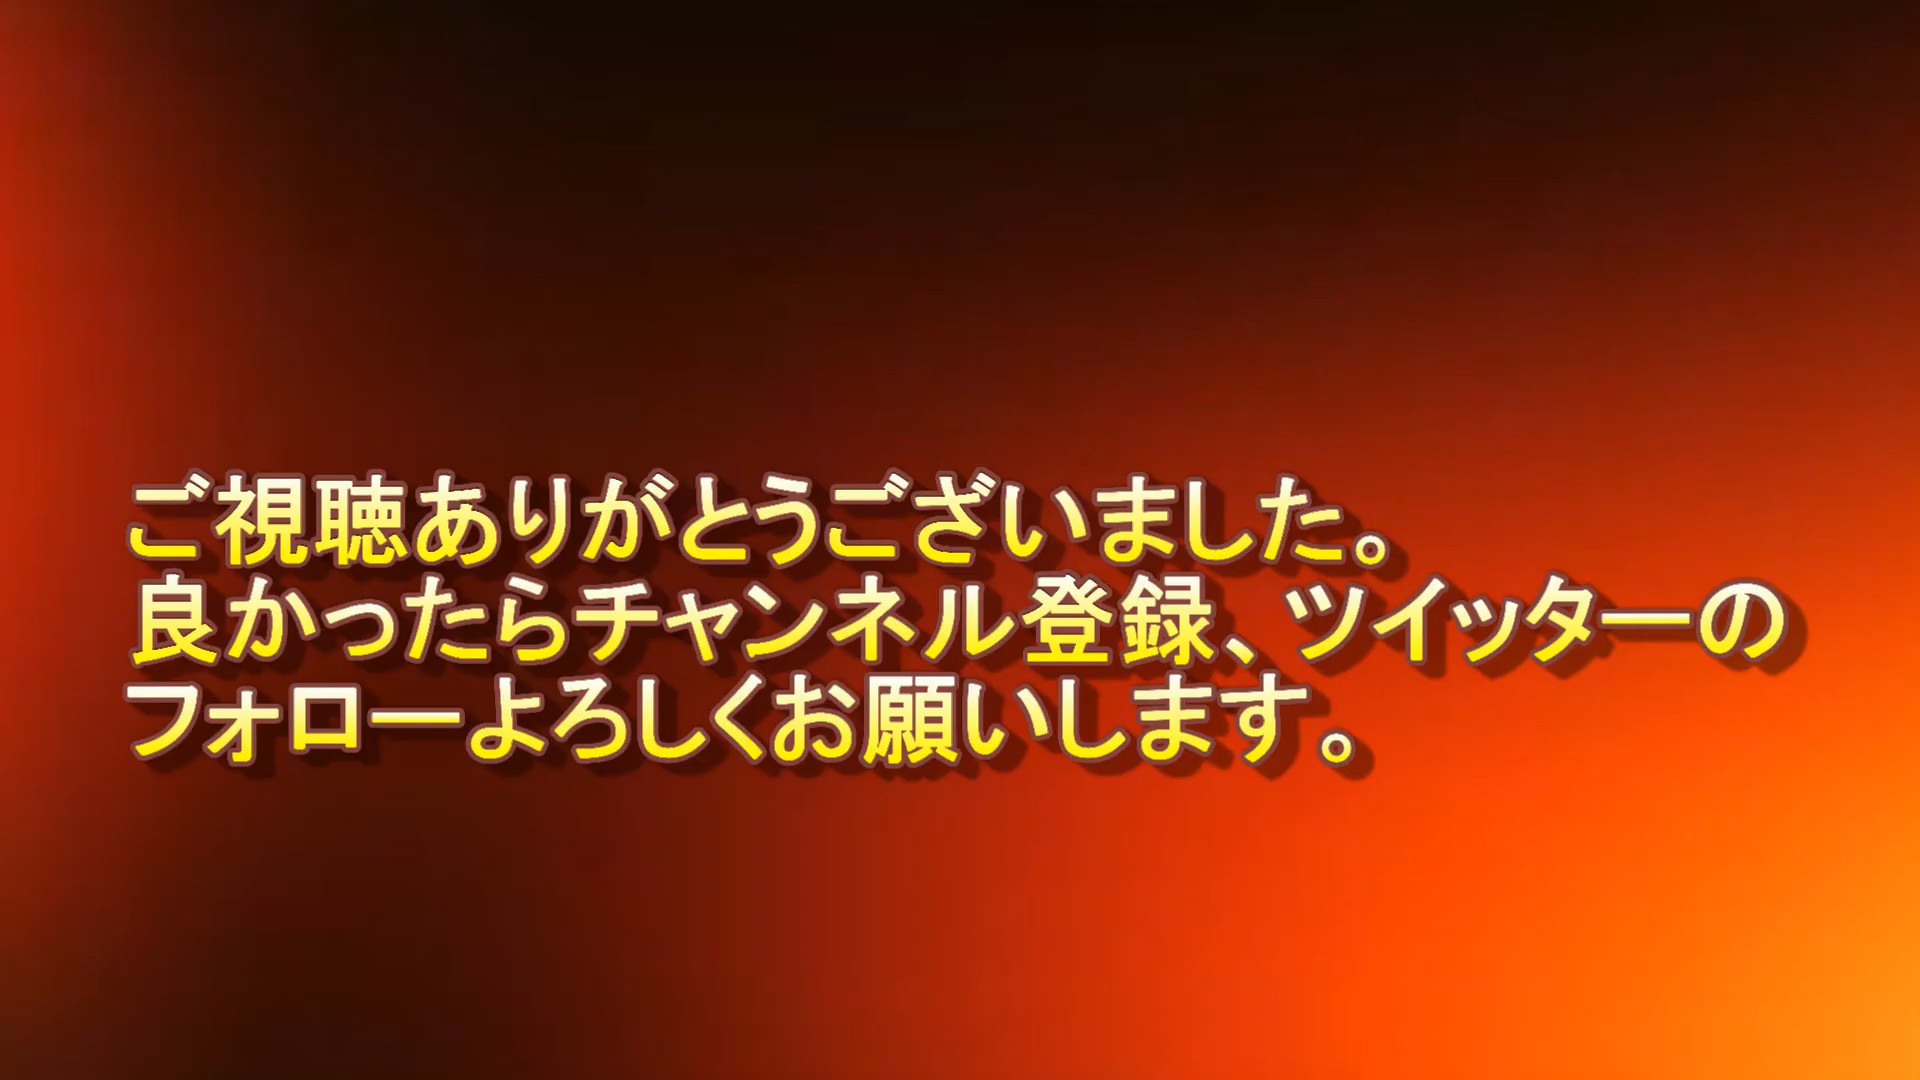 ご視聴ありがとうございました。
良かったらチャンネル登録、ツイッターの
フォローよろしくお願いします。